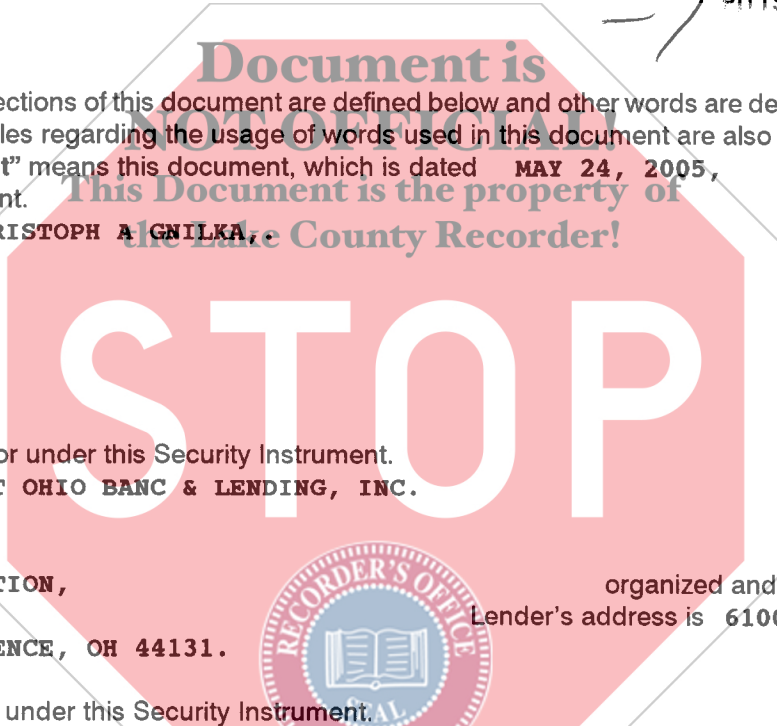 Document is
ections of this document are defined below and other words are de
NOT OFFICIAL!
les regarding the usage of words used in this document are also
t” means this document, which is dated MAY 24, 2005,
This Document is the property of
nt.
RISTOPH A GNILKA,.
the Lake County Recorder!
STOP
or under this Security Instrument.
T OHIO BANC & LENDING, INC.
TION,
organized and
RECORDER'S OFFICE
Lender's address is 6100
ENCE, OH 44131.
SEAL
under this Security Instrument.